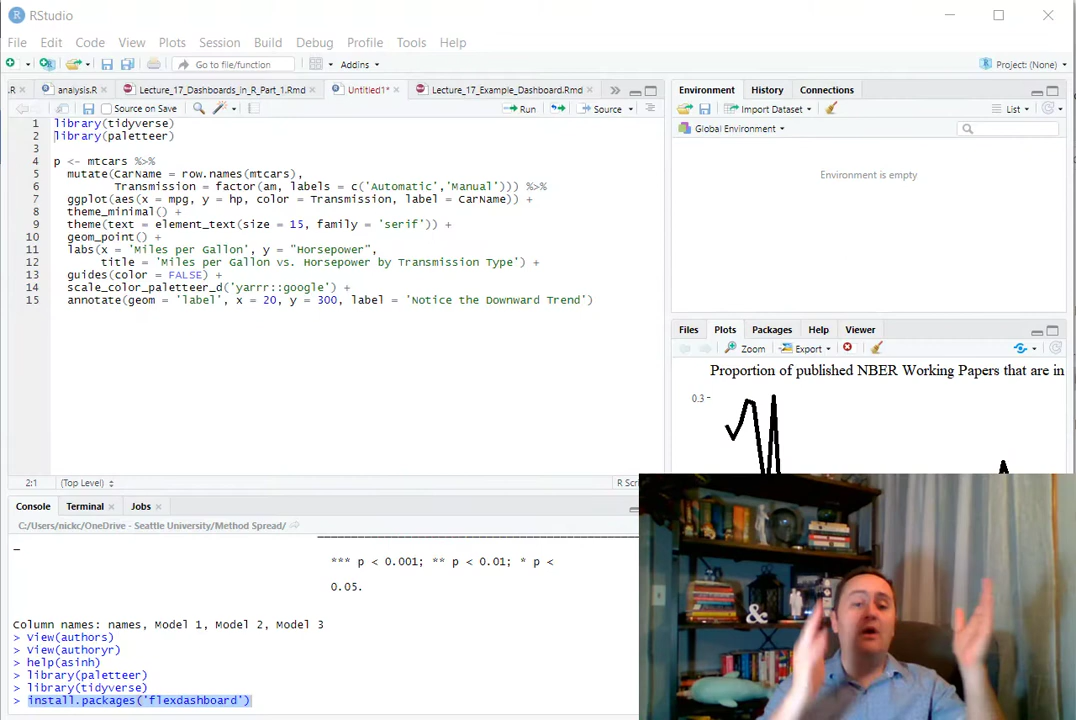 RStudio
File Edit Code View Plots Session Build Debug Profile Tools Help
Go to file/function Addins Project: (None)
.R analysis.R Lecture_17_Dashboards_in_R_Part_1.Rmd Untitled1* Lecture_17_Example_Dashboard.Rmd
Source on Save Run Source
1 library(tidyverse)
2 library(paletteer)
3
4 p <- mtcars %>%
5 mutate(CarName = row.names(mtcars),
6 Transmission = factor(am, labels = c('Automatic','Manual'))) %>%
7 ggplot(aes(x = mpg, y = hp, color = Transmission, label = CarName)) +
8 theme_minimal() +
9 theme(text = element_text(size = 15, family = 'serif')) +
10 geom_point() +
11 labs(x = 'Miles per Gallon', y = "Horsepower",
12 title = 'Miles per Gallon vs. Horsepower by Transmission Type') +
13 guides(color = FALSE) +
14 scale_color_paletteer_d('yarrr::google') +
15 annotate(geom = 'label', x = 20, y = 300, label = 'Notice the Downward Trend')
2:1 (Top Level) R Scri
Console Terminal Jobs
C:/Users/nickc/OneDrive - Seattle University/Method Spread/
*** p < 0.001; ** p < 0.01; * p <
0.05.
Column names: names, Model 1, Model 2, Model 3
> View(authors)
> View(authoryr)
> help(asinh)
> library(paletteer)
> library(tidyverse)
> install.packages('flexdashboard')
Environment History Connections
Import Dataset List
Global Environment
Environment is empty
Files Plots Packages Help Viewer
Zoom Export
Proportion of published NBER Working Papers that are in
0.3
&